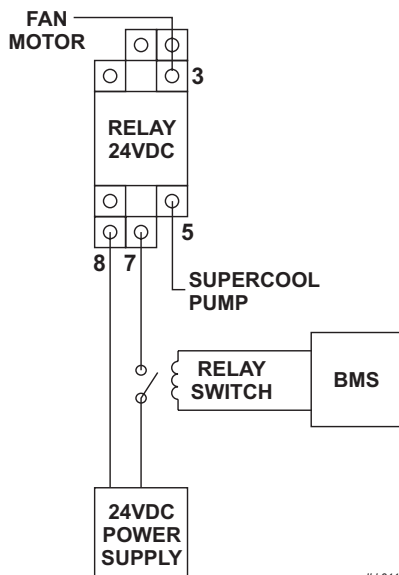 FAN
MOTOR
3
RELAY
24VDC
5
8 7
SUPERCOOL
PUMP
RELAY
SWITCH
BMS
24VDC
POWER
SUPPLY